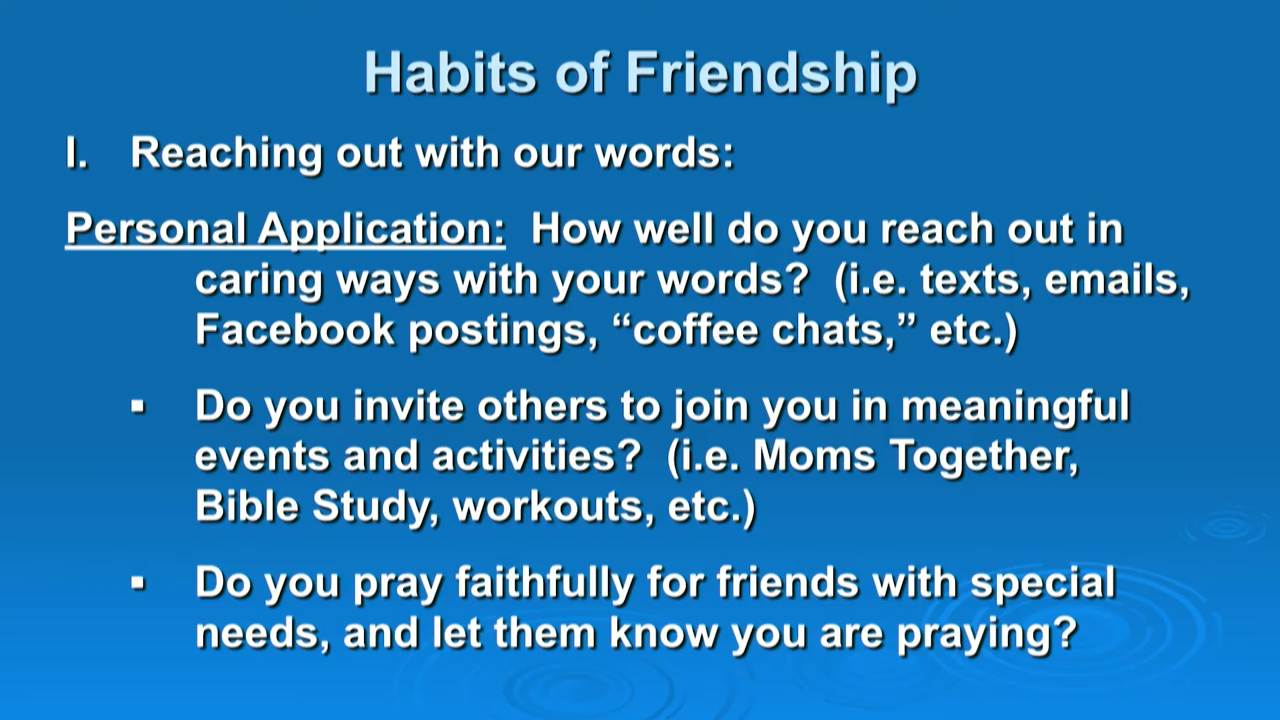 Habits of Friendship
I. Reaching out with our words:
Personal Application: How well do you reach out in
caring ways with your words? (i.e. texts, emails,
Facebook postings, “coffee chats,” etc.)
▪ Do you invite others to join you in meaningful
events and activities? (i.e. Moms Together,
Bible Study, workouts, etc.)
▪ Do you pray faithfully for friends with special
needs, and let them know you are praying?